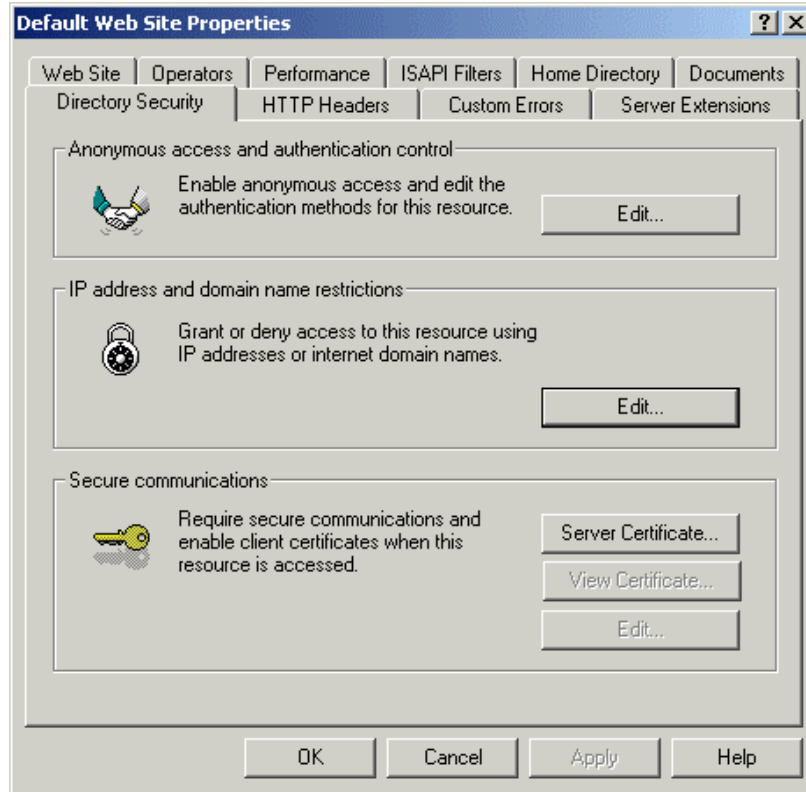 Default Web Site Properties
Web Site Operators Performance ISAPI Filters Home Directory Documents
Directory Security HTTP Headers Custom Errors Server Extensions
Anonymous access and authentication control
Enable anonymous access and edit the
authentication methods for this resource.
Edit...
IP address and domain name restrictions
Grant or deny access to this resource using
IP addresses or internet domain names.
Edit...
Secure communications
Require secure communications and
enable client certificates when this
resource is accessed.
Server Certificate...
View Certificate...
Edit...
OK Cancel Apply Help